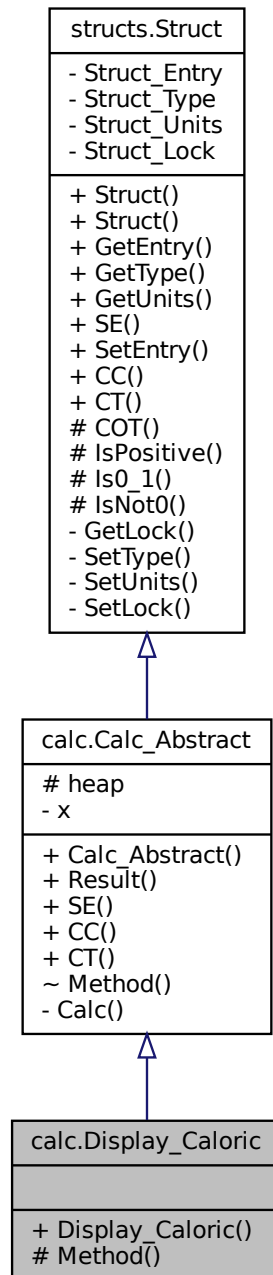 structs.Struct
- Struct_Entry
- Struct_Type
- Struct_Units
- Struct_Lock
+ Struct()
+ Struct()
+ GetEntry()
+ GetType()
+ GetUnits()
+ SE()
+ SetEntry()
+ CC()
+ CT()
# COT()
# IsPositive()
# Is0_1()
# IsNot0()
- GetLock()
- SetType()
- SetUnits()
- SetLock()
calc.Calc_Abstract
# heap
- x
+ Calc_Abstract()
+ Result()
+ SE()
+ CC()
+ CT()
~ Method()
- Calc()
calc.Display_Caloric
+ Display_Caloric()
# Method()